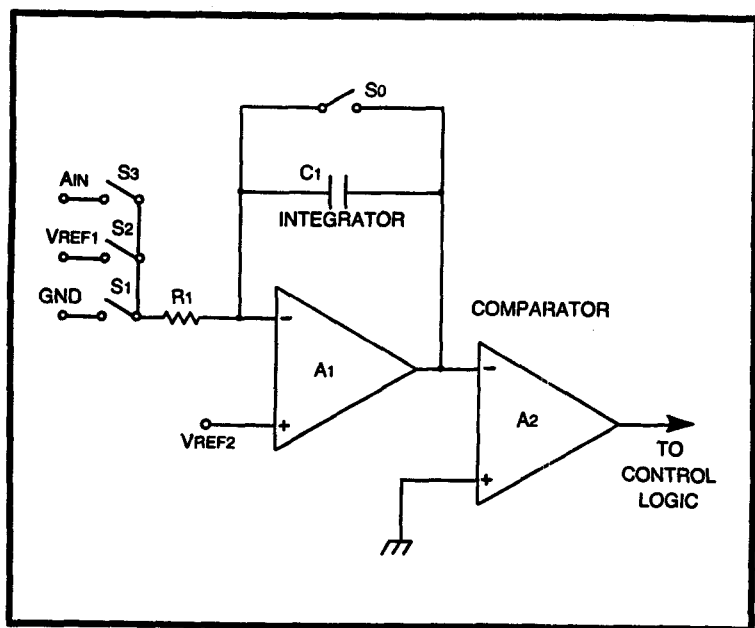 S0
C1
INTEGRATOR
AIN
S3
VREF1
S2
GND
S1
R1
COMPARATOR
−
A1
+
VREF2
−
A2
+
TO
CONTROL
LOGIC